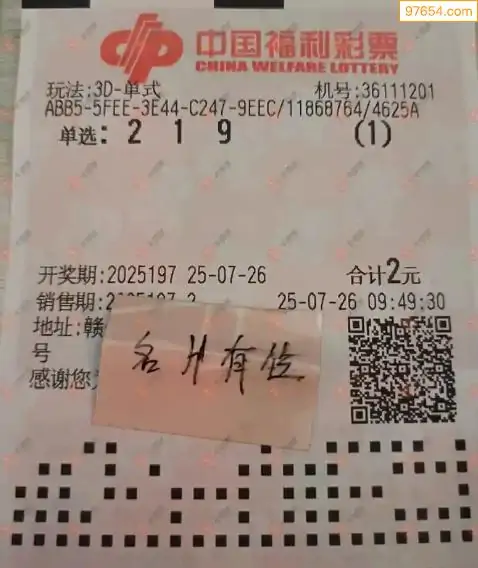 97654.com
中国福利彩票
CHINA WELFARE LOTTERY
玩法:3D-单式 机号:36111201
ABB5-5FEE-3E44-C247-9EEC/11868764/4625A
单选: 2 1 9 (1)
开奖期:2025197 25-07-26 合计2元
销售期:2025197 25-07-26 09:49:30
地址:赣
号
感谢您
名 有位